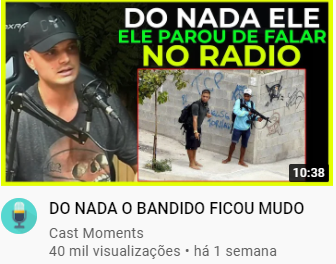 DO NADA ELE
ELE PAROU DE FALAR
NO RADIO
10:38
DO NADA O BANDIDO FICOU MUDO
Cast Moments
40 mil visualizações • há 1 semana